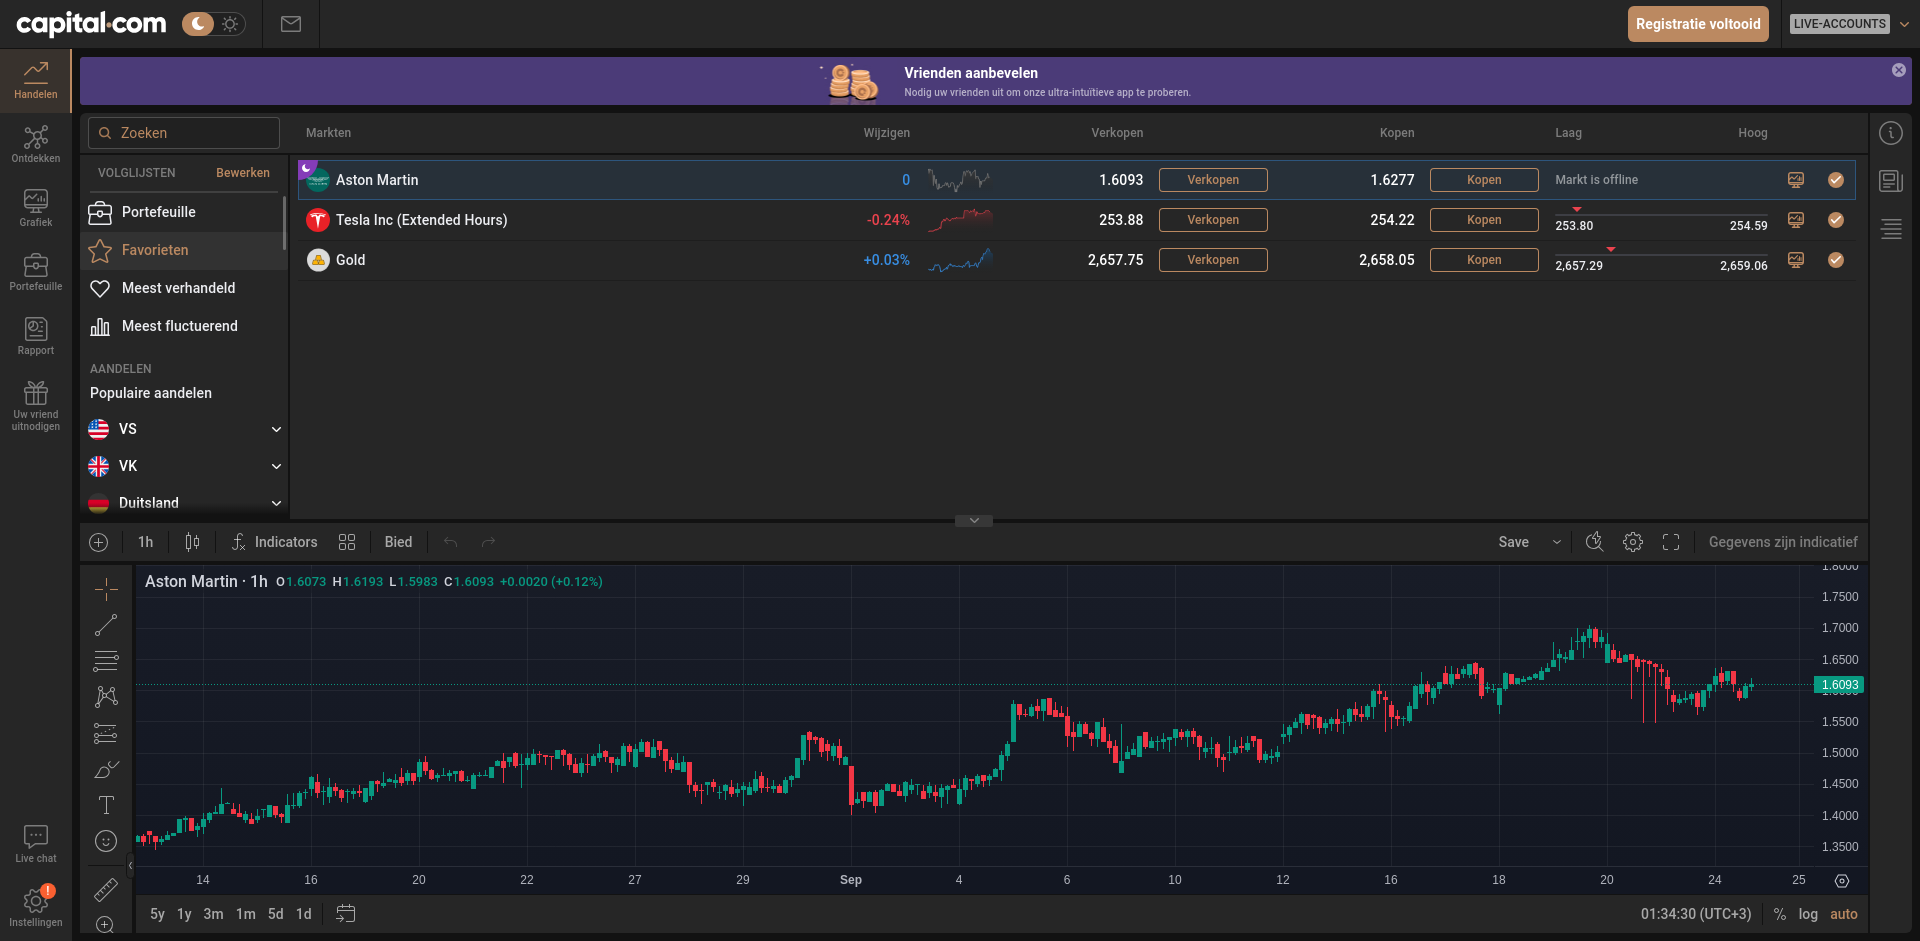 capital.com
Registratie voltooid
LIVE-ACCOUNTS
Vrienden aanbevelen
Nodig uw vrienden uit om onze ultra-intuïtieve app te proberen.
Handelen
Ontdekken
Grafiek
Portefeuille
Rapport
Uw vriend
uitnodigen
Live chat
!
Instellingen
Zoeken
VOLGLIJSTEN Bewerken
Portefeuille
Favorieten
Meest verhandeld
Meest fluctuerend
AANDELEN
Populaire aandelen
VS
VK
Duitsland
Markten Wijzigen Verkopen Kopen Laag Hoog
Aston Martin 0 1.6093 Verkopen 1.6277 Kopen Markt is offline
Tesla Inc (Extended Hours) -0.24% 253.88 Verkopen 254.22 Kopen 253.80 254.59
Gold +0.03% 2,657.75 Verkopen 2,658.05 Kopen 2,657.29 2,659.06
1h Indicators Bied Save Gegevens zijn indicatief
Aston Martin · 1h O1.6073 H1.6193 L1.5983 C1.6093 +0.0020 (+0.12%)
1.8000
1.7500
1.7000
1.6500
1.6093
1.5500
1.5000
1.4500
1.4000
1.3500
14 16 20 22 27 29 Sep 4 6 10 12 16 18 20 24 25
5y 1y 3m 1m 5d 1d 01:34:30 (UTC+3) % log auto